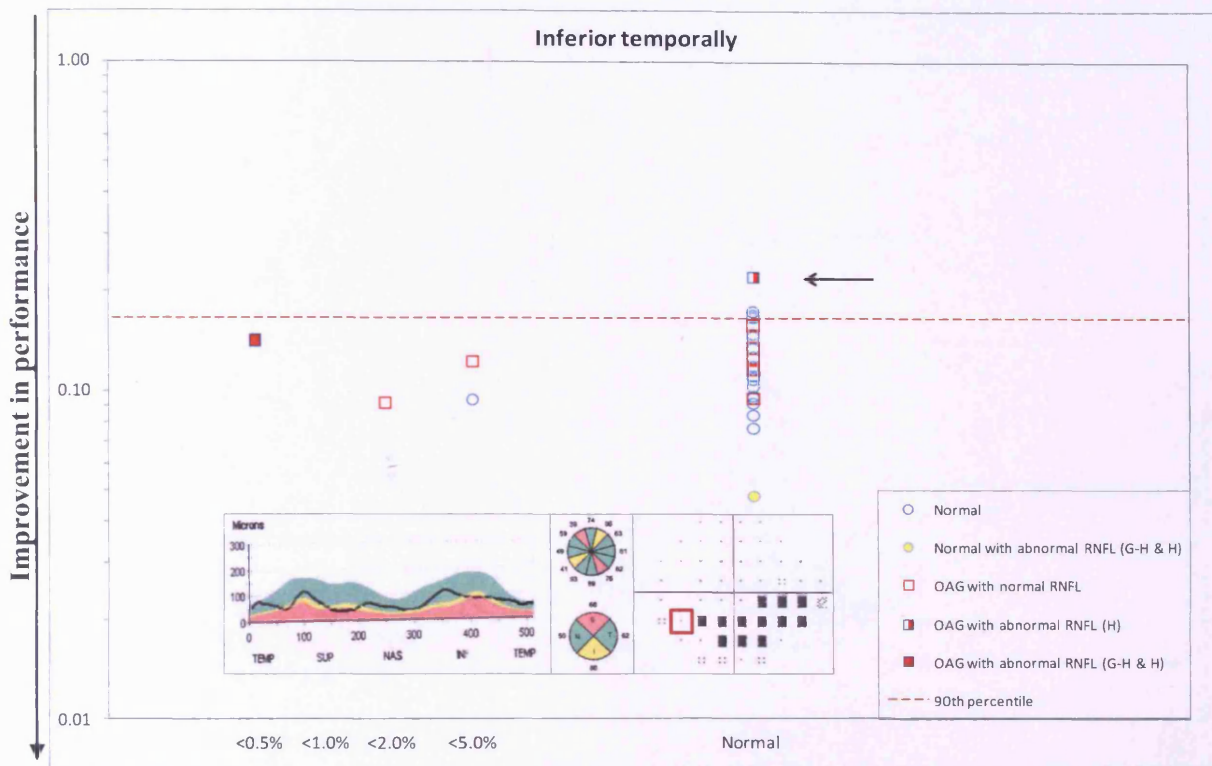 Inferior temporally
Improvement in performance
1.00
0.10
0.01
<0.5% <1.0% <2.0% <5.0% Normal
Normal
Normal with abnormal RNFL (G-H & H)
OAG with normal RNFL
OAG with abnormal RNFL (H)
OAG with abnormal RNFL (G-H & H)
90th percentile
Microns
300
200
100
0
0 100 200 300 400 500
TEMP SUP NAS TEMP